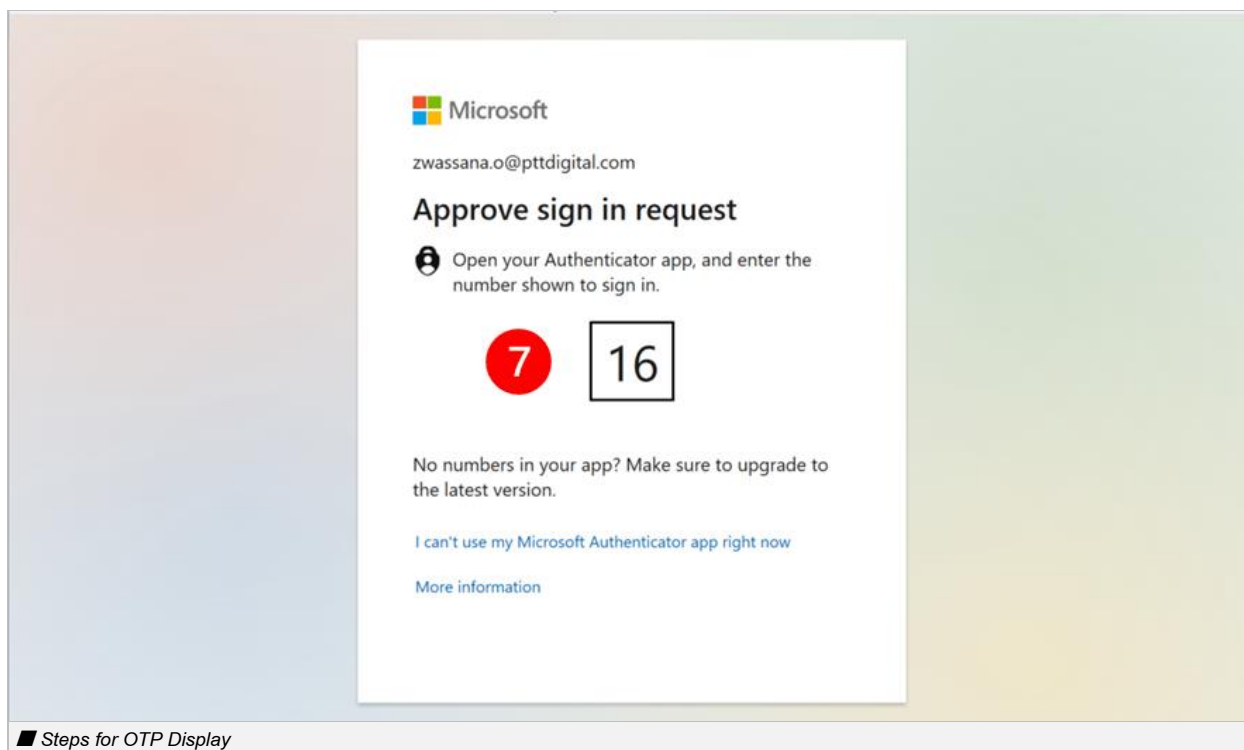 Microsoft
zwassana.o@pttdigital.com
Approve sign in request
Open your Authenticator app, and enter the
number shown to sign in.
7 16
No numbers in your app? Make sure to upgrade to
the latest version.
I can't use my Microsoft Authenticator app right now
More information
Steps for OTP Display